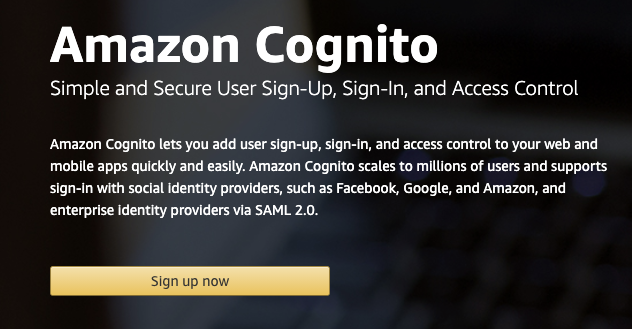 Amazon Cognito
Simple and Secure User Sign-Up, Sign-In, and Access Control
Amazon Cognito lets you add user sign-up, sign-in, and access control to your web and
mobile apps quickly and easily. Amazon Cognito scales to millions of users and supports
sign-in with social identity providers, such as Facebook, Google, and Amazon, and
enterprise identity providers via SAML 2.0.
Sign up now